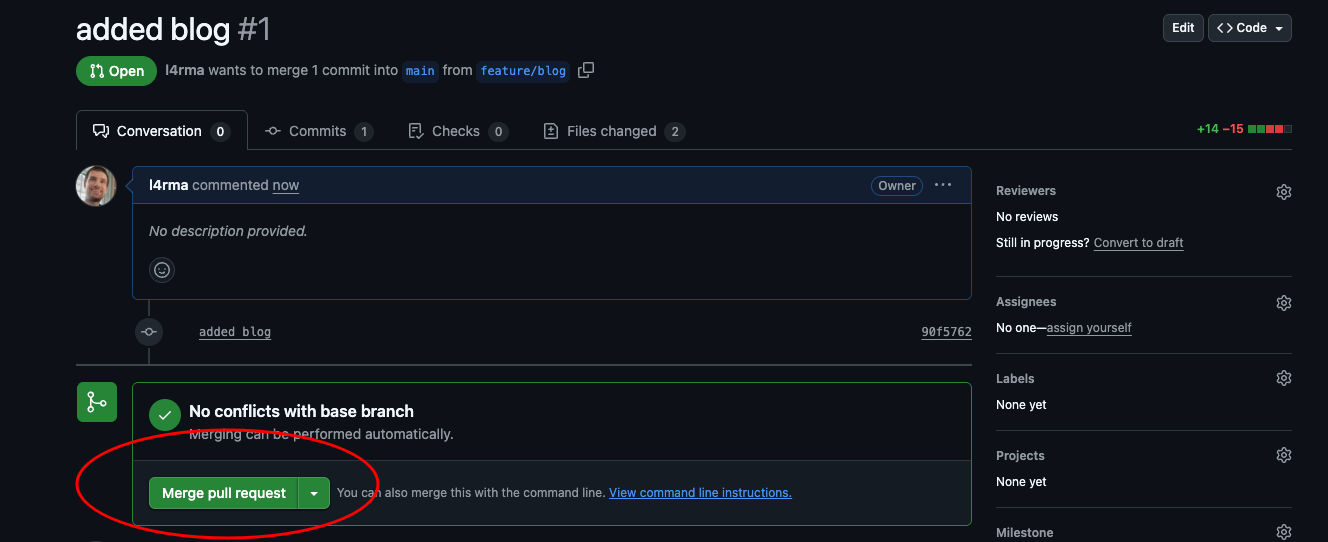 added blog #1
Edit
Code
Open
l4rma wants to merge 1 commit into main from feature/blog
Conversation 0
Commits 1
Checks 0
Files changed 2
+14 −15
l4rma commented now
Owner
No description provided.
added blog
90f5762
No conflicts with base branch
Merging can be performed automatically.
Merge pull request
You can also merge this with the command line. View command line instructions.
Reviewers
No reviews
Still in progress? Convert to draft
Assignees
No one—assign yourself
Labels
None yet
Projects
None yet
Milestone